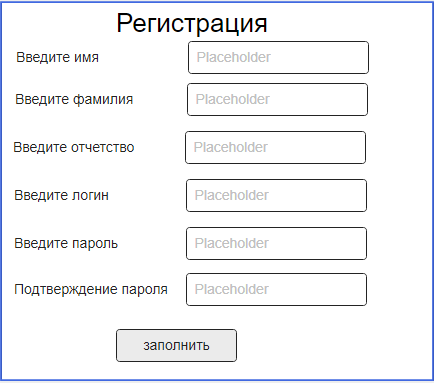 Регистрация
Введите имя Placeholder
Введите фамилия Placeholder
Введите отчетство Placeholder
Введите логин Placeholder
Введите пароль Placeholder
Подтверждение пароля Placeholder
заполнить